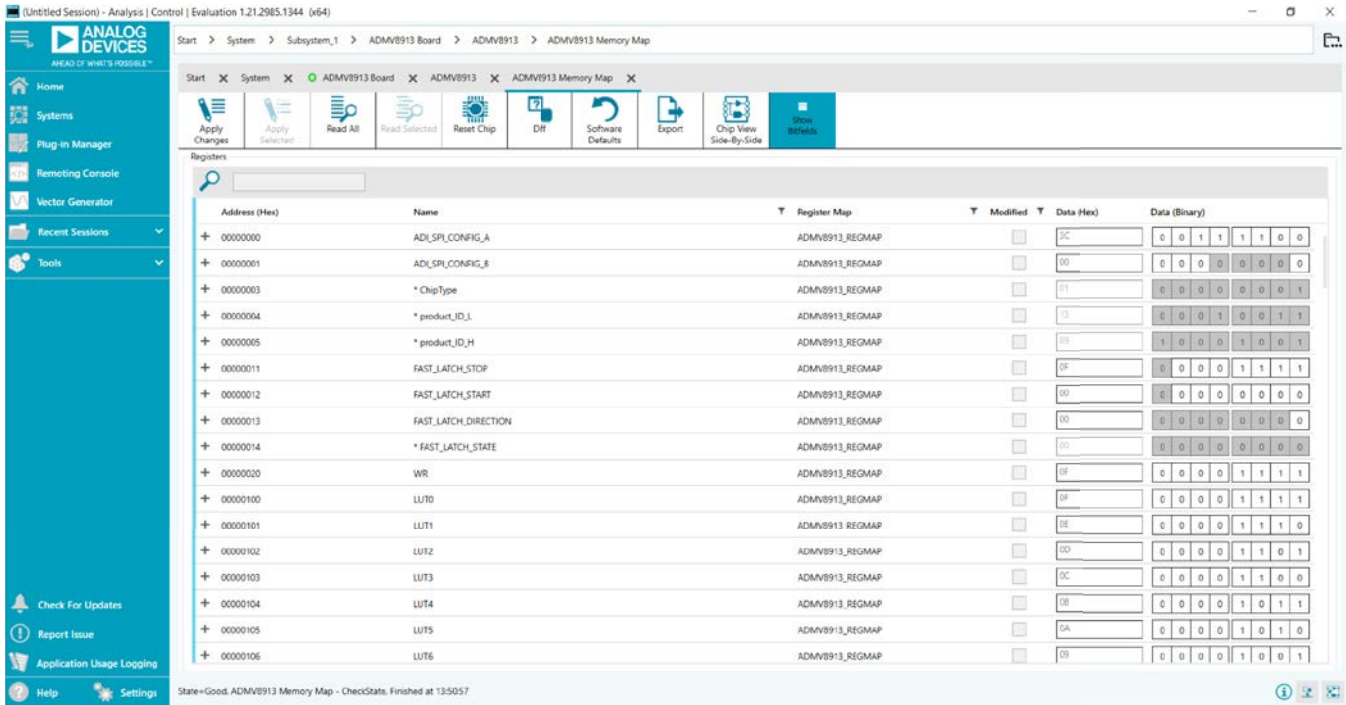 (Untitled Session) - Analysis | Control | Evaluation 1.21.2985.1344 (x64)
ANALOG DEVICES
AHEAD OF WHAT'S POSSIBLE™
Start > System > Subsystem_1 > ADMV8913 Board > ADMV8913 > ADMV8913 Memory Map
Start X System X ADMV8913 Board X ADMV8913 X ADMV8913 Memory Map X
Home
Systems
Plug-in Manager
Remoting Console
Vector Generator
Recent Sessions
Tools
Check For Updates
Report Issue
Application Usage Logging
Help Settings
Apply Changes
Apply Selected
Read All
Read Selected
Reset Chip
Diff
Software Defaults
Export
Chip View Side-By-Side
Show Bitfields
Registers
Address (Hex) Name Register Map Modified Data (Hex) Data (Binary)
+ 00000000 ADI_SPI_CONFIG_A ADMV8913_REGMAP 3C 0 0 1 1 1 1 0 0
+ 00000001 ADI_SPI_CONFIG_B ADMV8913_REGMAP 00 0 0 0 0 0 0 0 0
+ 00000003 * ChipType ADMV8913_REGMAP 01 0 0 0 0 0 0 0 1
+ 00000004 * product_ID_L ADMV8913_REGMAP 13 0 0 0 1 0 0 1 1
+ 00000005 * product_ID_H ADMV8913_REGMAP 89 1 0 0 0 1 0 0 1
+ 00000011 FAST_LATCH_STOP ADMV8913_REGMAP 0F 0 0 0 0 1 1 1 1
+ 00000012 FAST_LATCH_START ADMV8913_REGMAP 00 0 0 0 0 0 0 0 0
+ 00000013 FAST_LATCH_DIRECTION ADMV8913_REGMAP 00 0 0 0 0 0 0 0 0
+ 00000014 * FAST_LATCH_STATE ADMV8913_REGMAP 00 0 0 0 0 0 0 0 0
+ 00000020 WR ADMV8913_REGMAP 0F 0 0 0 0 1 1 1 1
+ 00000100 LUT0 ADMV8913_REGMAP 0F 0 0 0 0 1 1 1 1
+ 00000101 LUT1 ADMV8913_REGMAP 0E 0 0 0 0 1 1 1 0
+ 00000102 LUT2 ADMV8913_REGMAP 0D 0 0 0 0 1 1 0 1
+ 00000103 LUT3 ADMV8913_REGMAP 0C 0 0 0 0 1 1 0 0
+ 00000104 LUT4 ADMV8913_REGMAP 0B 0 0 0 0 1 0 1 1
+ 00000105 LUT5 ADMV8913_REGMAP 0A 0 0 0 0 1 0 1 0
+ 00000106 LUT6 ADMV8913_REGMAP 09 0 0 0 0 1 0 0 1
State=Good, ADMV8913 Memory Map - CheckState, Finished at 13:50:57